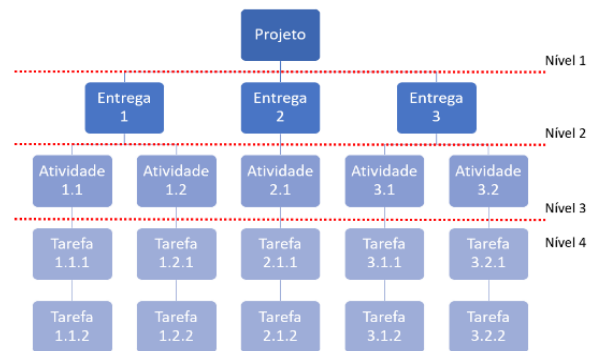 Projeto
Nível 1
Entrega
1
Entrega
2
Entrega
3
Nível 2
Atividade
1.1
Atividade
1.2
Atividade
2.1
Atividade
3.1
Atividade
3.2
Nível 3
Tarefa
1.1.1
Tarefa
1.2.1
Tarefa
2.1.1
Tarefa
3.1.1
Tarefa
3.2.1
Nível 4
Tarefa
1.1.2
Tarefa
1.2.2
Tarefa
2.1.2
Tarefa
3.1.2
Tarefa
3.2.2